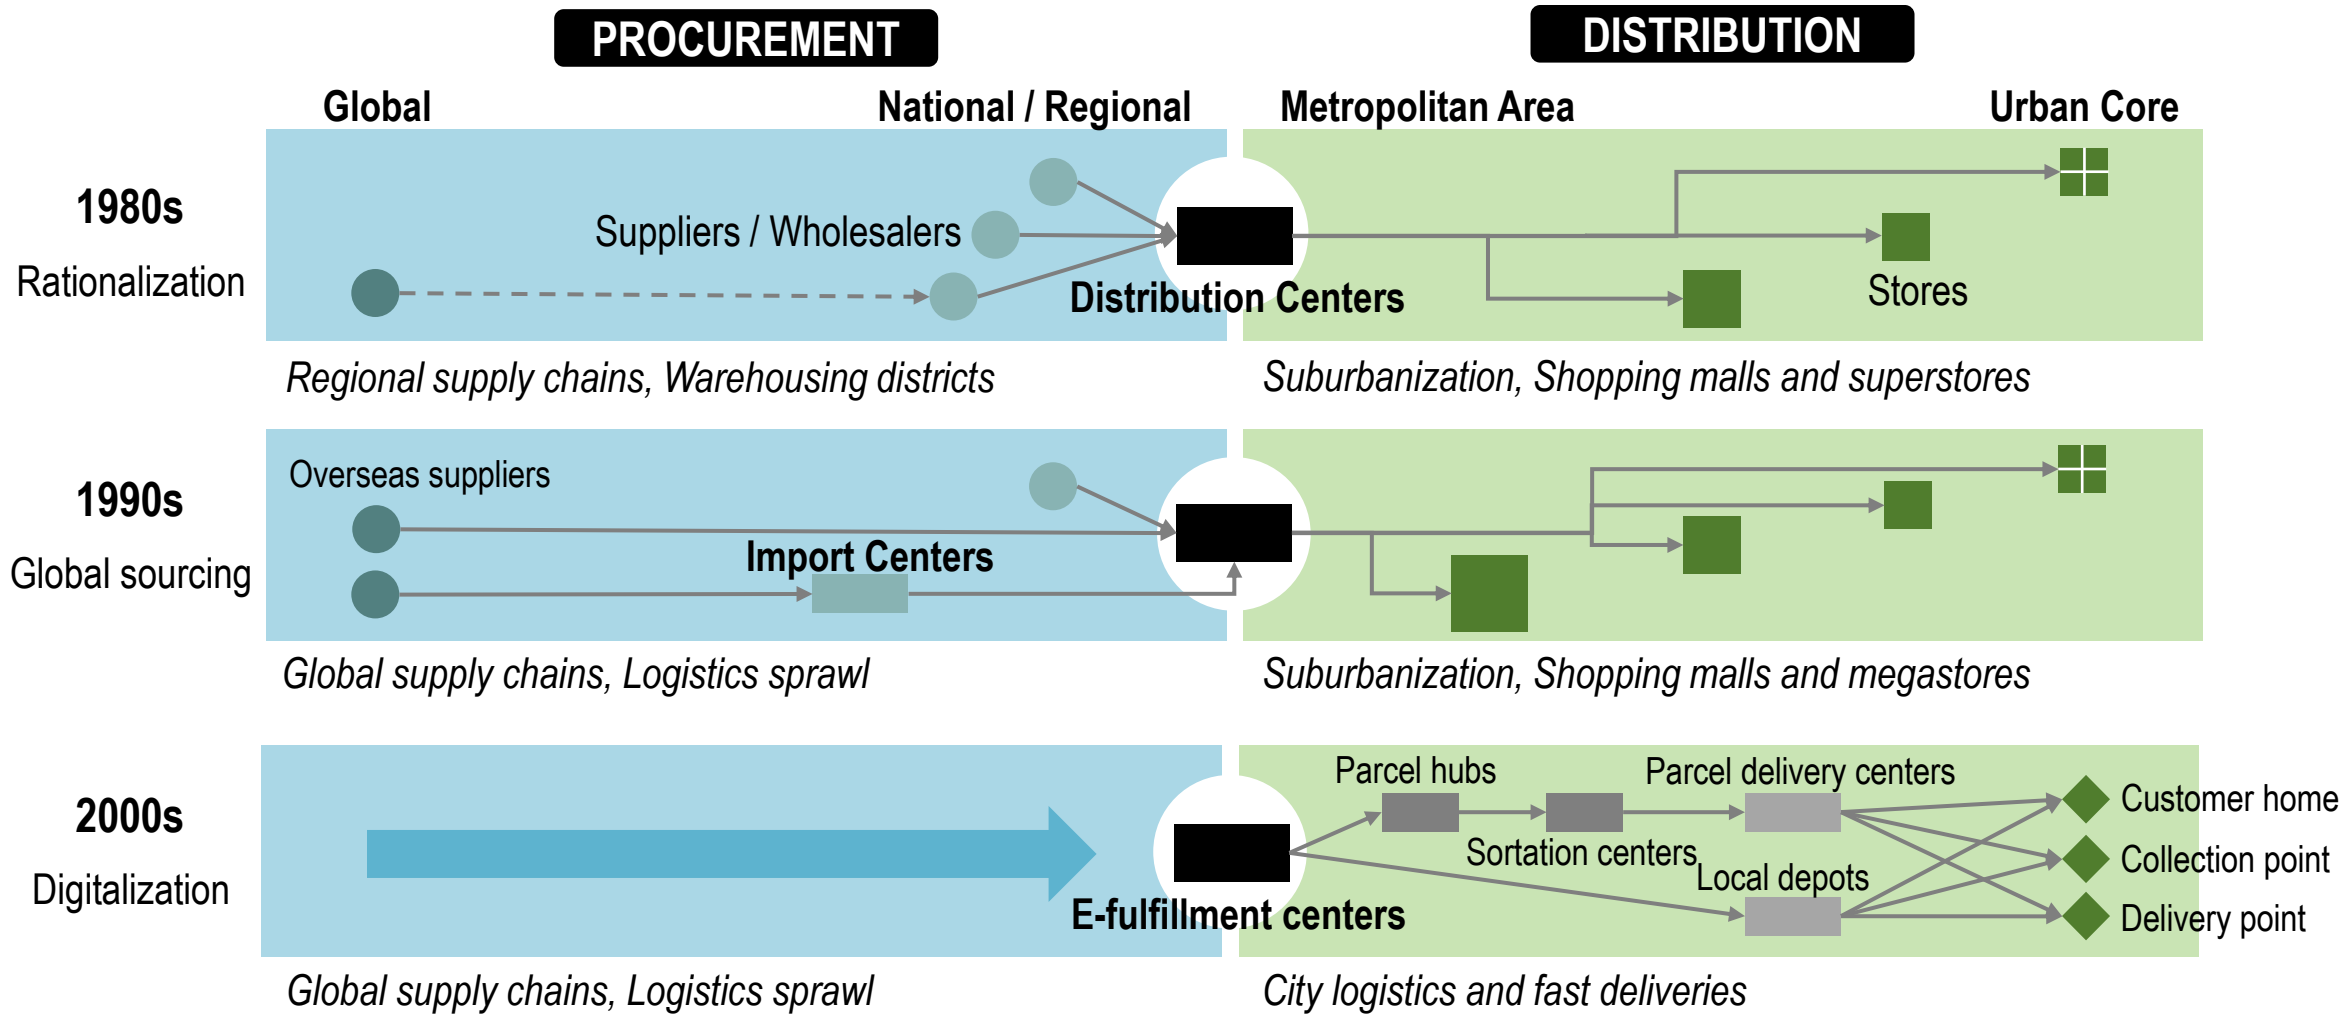 PROCUREMENT
DISTRIBUTION
Global
National / Regional
Metropolitan Area
Urban Core
1980s
Rationalization
Suppliers / Wholesalers
Distribution Centers
Stores
Regional supply chains, Warehousing districts
Suburbanization, Shopping malls and superstores
1990s
Global sourcing
Overseas suppliers
Import Centers
Global supply chains, Logistics sprawl
Suburbanization, Shopping malls and megastores
2000s
Digitalization
E-fulfillment centers
Parcel hubs
Parcel delivery centers
Sortation centers
Local depots
Customer home
Collection point
Delivery point
Global supply chains, Logistics sprawl
City logistics and fast deliveries